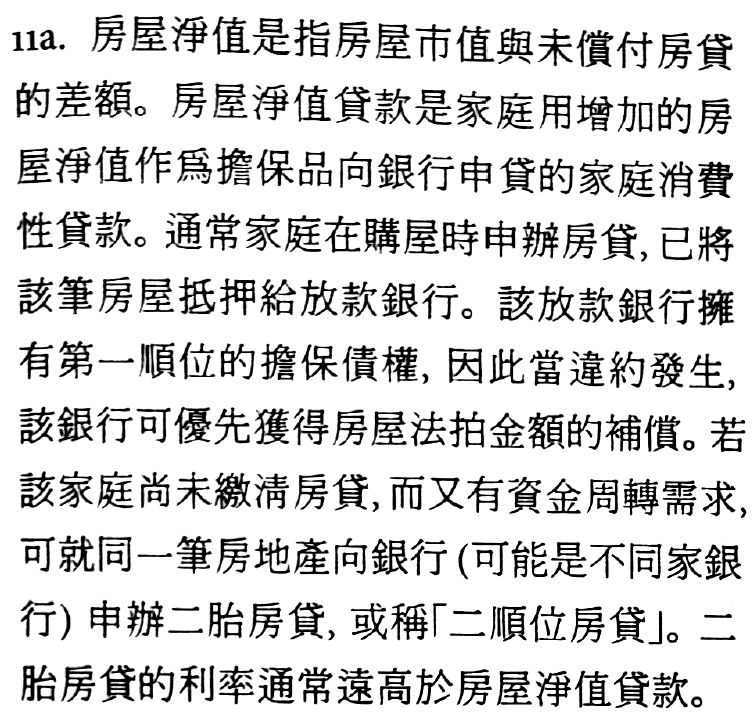 11a. 房屋淨值是指房屋市值與未償付房貸
的差額。房屋淨值貸款是家庭用增加的房
屋淨值作爲擔保品向銀行申貸的家庭消費
性貸款。通常家庭在購屋時申辦房貸, 已將
該筆房屋抵押給放款銀行。該放款銀行擁
有第一順位的擔保債權, 因此當違約發生,
該銀行可優先獲得房屋法拍金額的補償。若
該家庭尚未繳清房貸, 而又有資金周轉需求,
可就同一筆房地產向銀行 (可能是不同家銀
行) 申辦二胎房貸, 或稱「二順位房貸」。二
胎房貸的利率通常遠高於房屋淨值貸款。